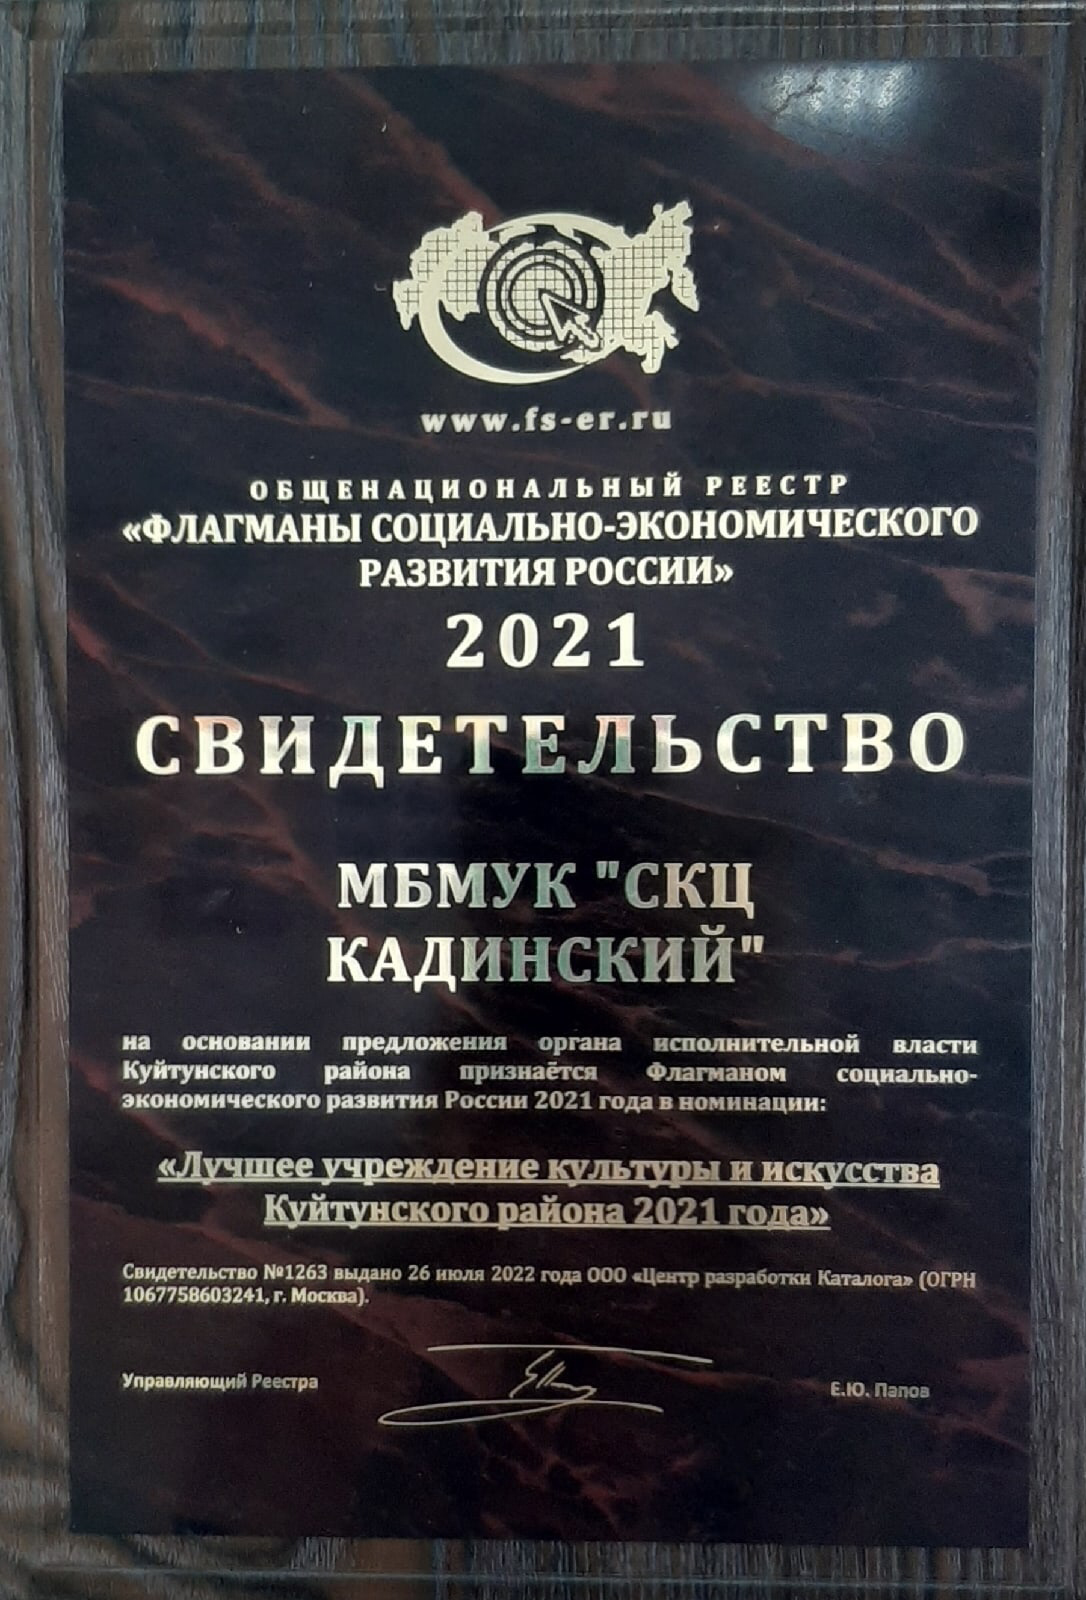 www.fs-er.ru
ОБЩЕНАЦИОНАЛЬНЫЙ РЕЕСТР
«ФЛАГМАНЫ СОЦИАЛЬНО-ЭКОНОМИЧЕСКОГО
РАЗВИТИЯ РОССИИ»
2021
СВИДЕТЕЛЬСТВО
МБМУК "СКЦ
КАДИНСКИЙ"
на основании предложения органа исполнительной власти
Куйтунского района признаётся Флагманом социально-
экономического развития России 2021 года в номинации:
«Лучшее учреждение культуры и искусства
Куйтунского района 2021 года»
Свидетельство №1263 выдано 26 июля 2022 года ООО «Центр разработки Каталога» (ОГРН
1067758603241, г. Москва).
Управляющий Реестра
Е.Ю. Папов